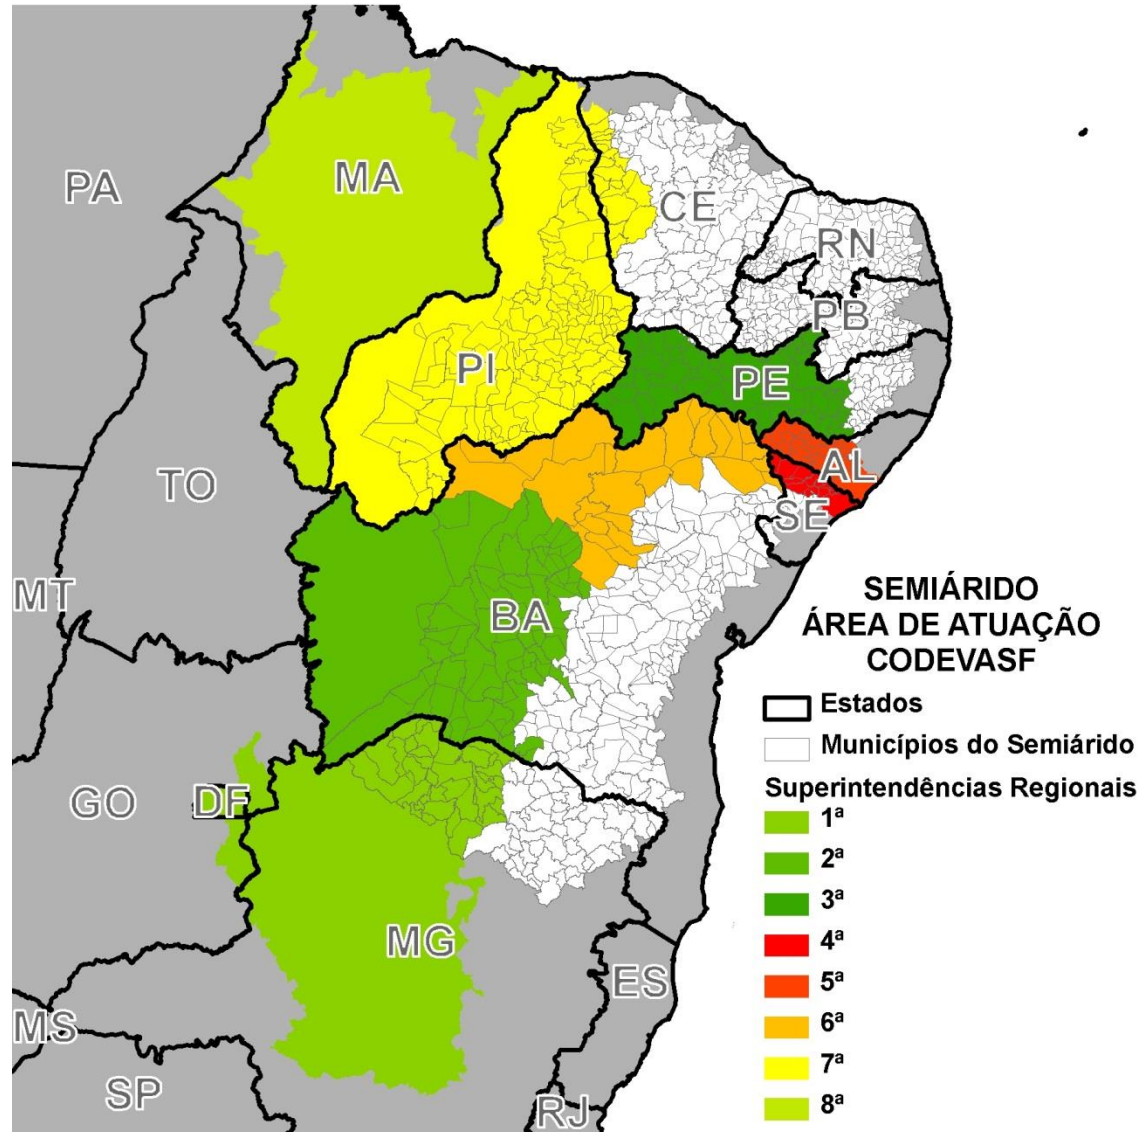 MA
PA
CE
RN
PB
PI
PE
TO
AL
SE
MT
BA
GO
DF
MG
ES
MS
SP
RJ
SEMIÁRIDO
ÁREA DE ATUAÇÃO
CODEVASF
Estados
Municípios do Semiárido
Superintendências Regionais
1ª
2ª
3ª
4ª
5ª
6ª
7ª
8ª